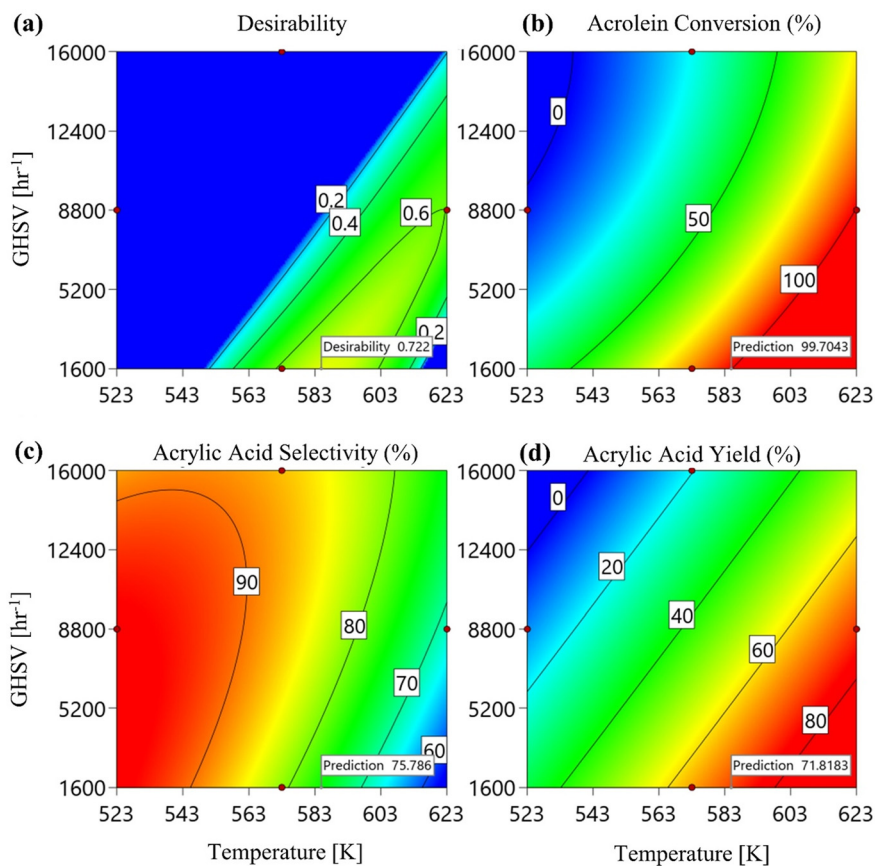 (a) Desirability
(b) Acrolein Conversion (%)
16000
12400
8800
5200
1600
GHSV [hr-1]
0.2
0.4
0.6
0.2
Desirability 0.722
523 543 563 583 603 623
16000
12400
8800
5200
1600
0
50
100
Prediction 99.7043
523 543 563 583 603 623
(c) Acrylic Acid Selectivity (%)
(d) Acrylic Acid Yield (%)
16000
12400
8800
5200
1600
GHSV [hr-1]
90
80
70
60
Prediction 75.786
523 543 563 583 603 623
Temperature [K]
16000
12400
8800
5200
1600
0
20
40
60
80
Prediction 71.8183
523 543 563 583 603 623
Temperature [K]